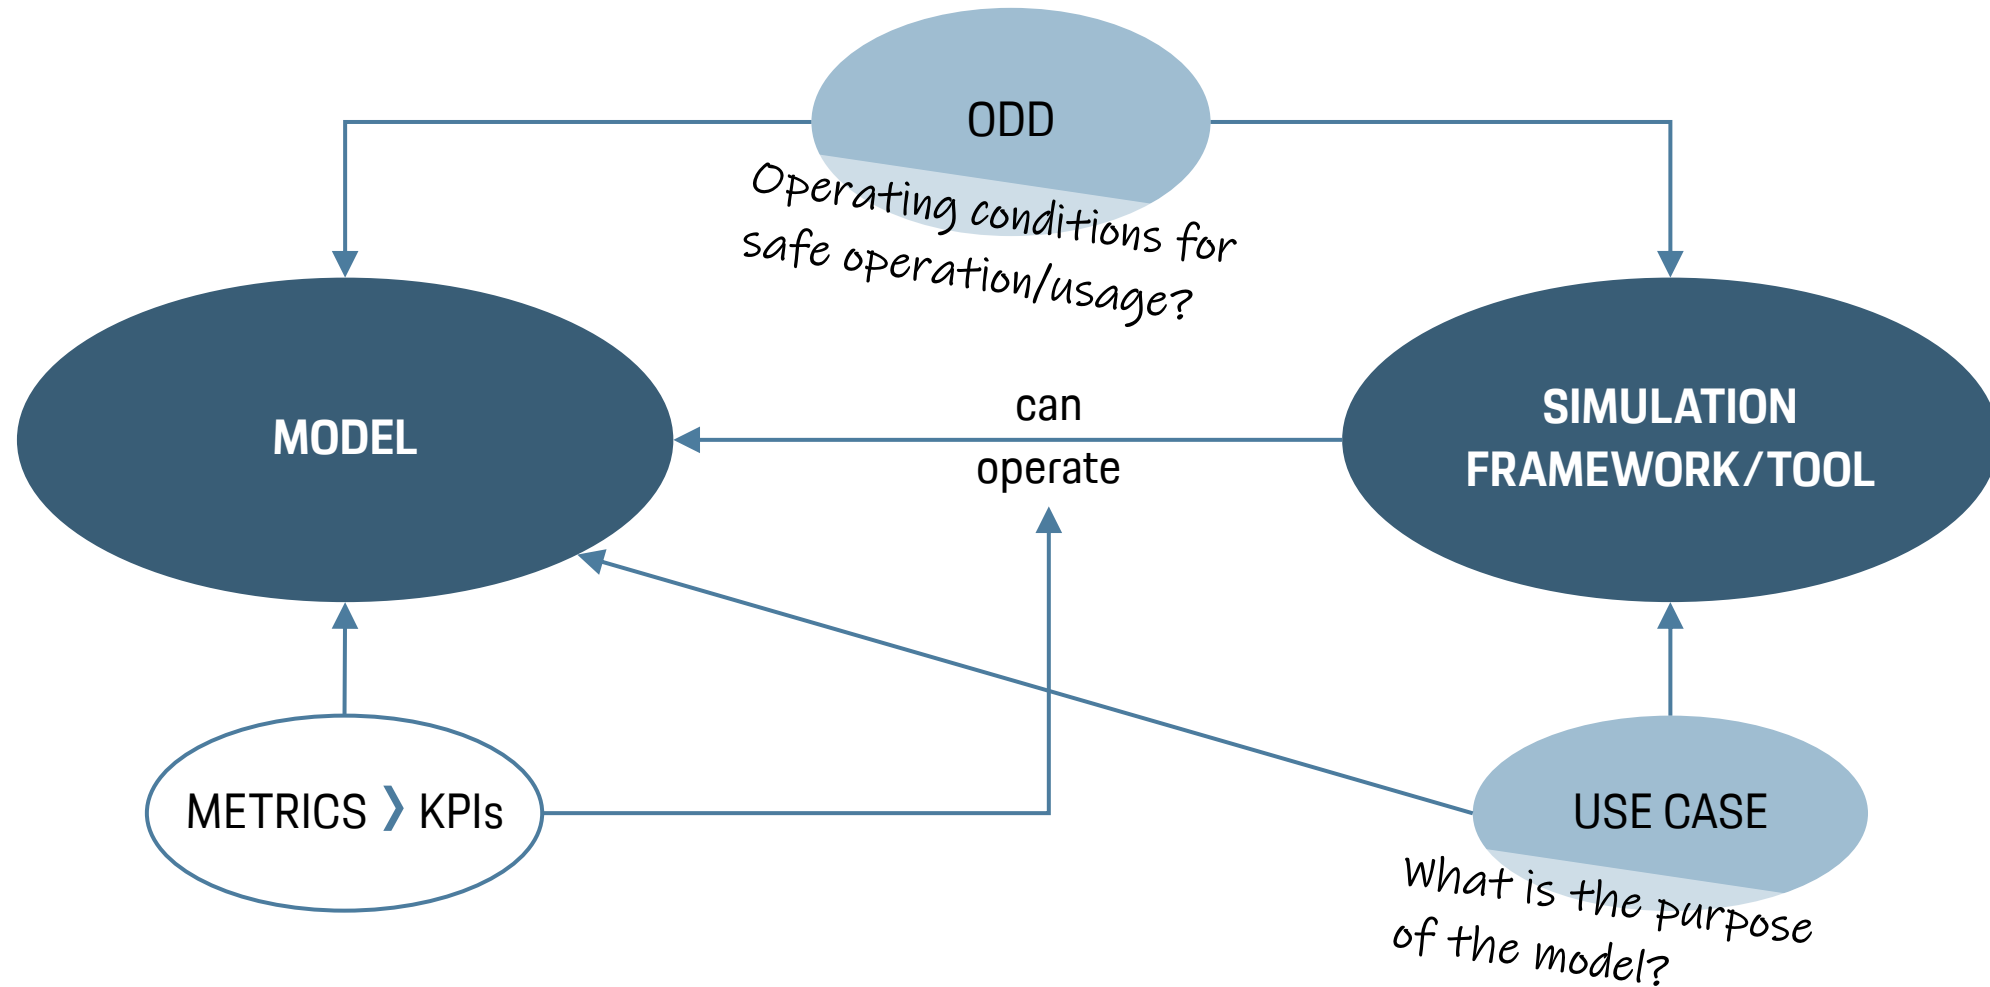 ODD
Operating conditions for
safe operation/usage?
MODEL
can
operate
SIMULATION
FRAMEWORK/TOOL
METRICS ❯ KPIs
USE CASE
What is the purpose
of the model?